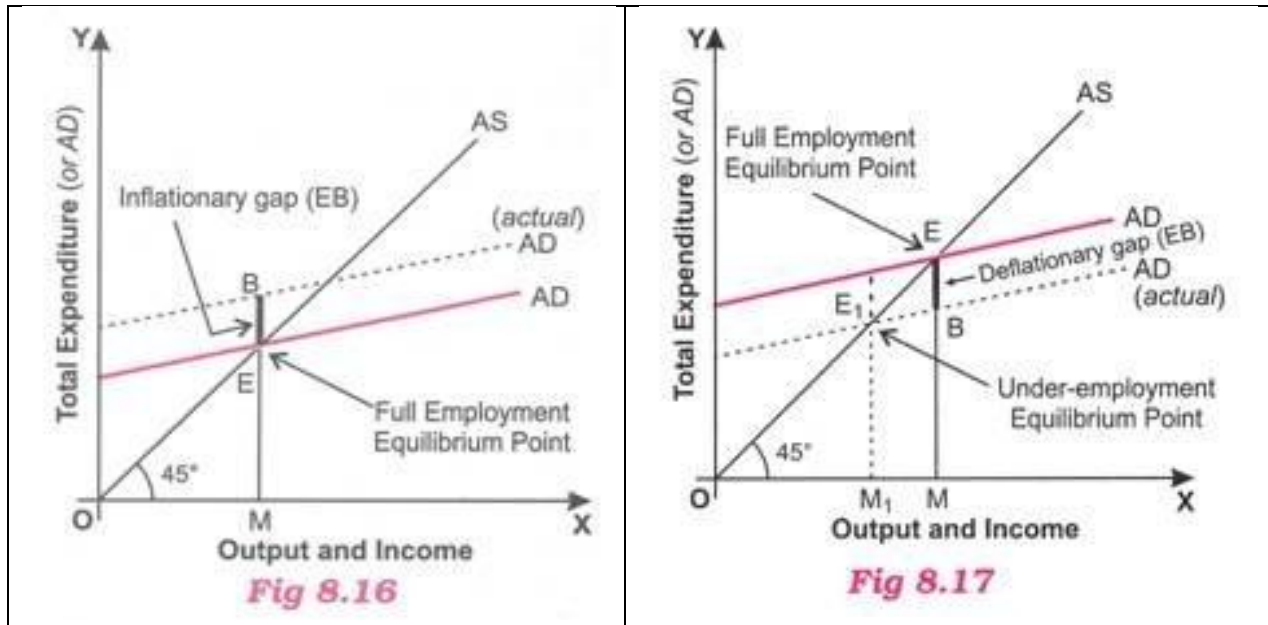 Y
Total Expenditure (or AD)
AS
Inflationary gap (EB)
(actual)
AD
B
AD
E
Full Employment
Equilibrium Point
45°
O
M
X
Output and Income
Fig 8.16
Y
Total Expenditure (or AD)
AS
Full Employment
Equilibrium Point
E
AD
Deflationary gap (EB)
AD
(actual)
E1
B
Under-employment
Equilibrium Point
45°
O
M1
M
X
Output and Income
Fig 8.17